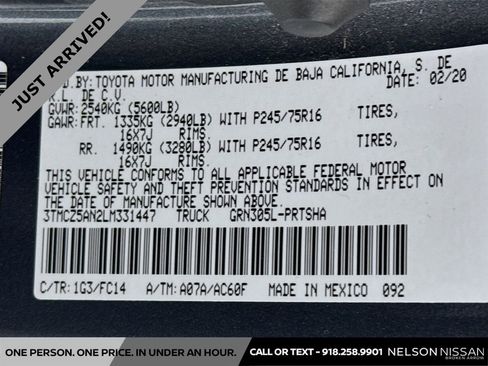 JUST ARRIVED!
F.D.BY: TOYOTA MOTOR MANUFACTURING DE BAJA CALIFORNIA, S. DE
R.L. DE C.V. DATE: 02/20
GVWR: 2540KG (5600LB)
GAWR: FRT. 1335KG (2940LB) WITH P245/75R16 TIRES,
16X7J RIMS.
RR. 1490KG (3280LB) WITH P245/75R16 TIRES,
16X7J RIMS.
THIS VEHICLE CONFORMS TO ALL APPLICABLE FEDERAL MOTOR
VEHICLE SAFETY AND THEFT PREVENTION STANDARDS IN EFFECT ON
THE DATE OF MANUFACTURE SHOWN ABOVE.
3TMCZ5AN2LM331447 TRUCK GRN305L-PRTSHA
C/TR: 1G3/FC14 A/TM: A07A/AC60F MADE IN MEXICO 092
ONE PERSON. ONE PRICE. IN UNDER AN HOUR. CALL OR TEXT - 918.258.9901 NELSON NISSAN
BROKEN ARROW